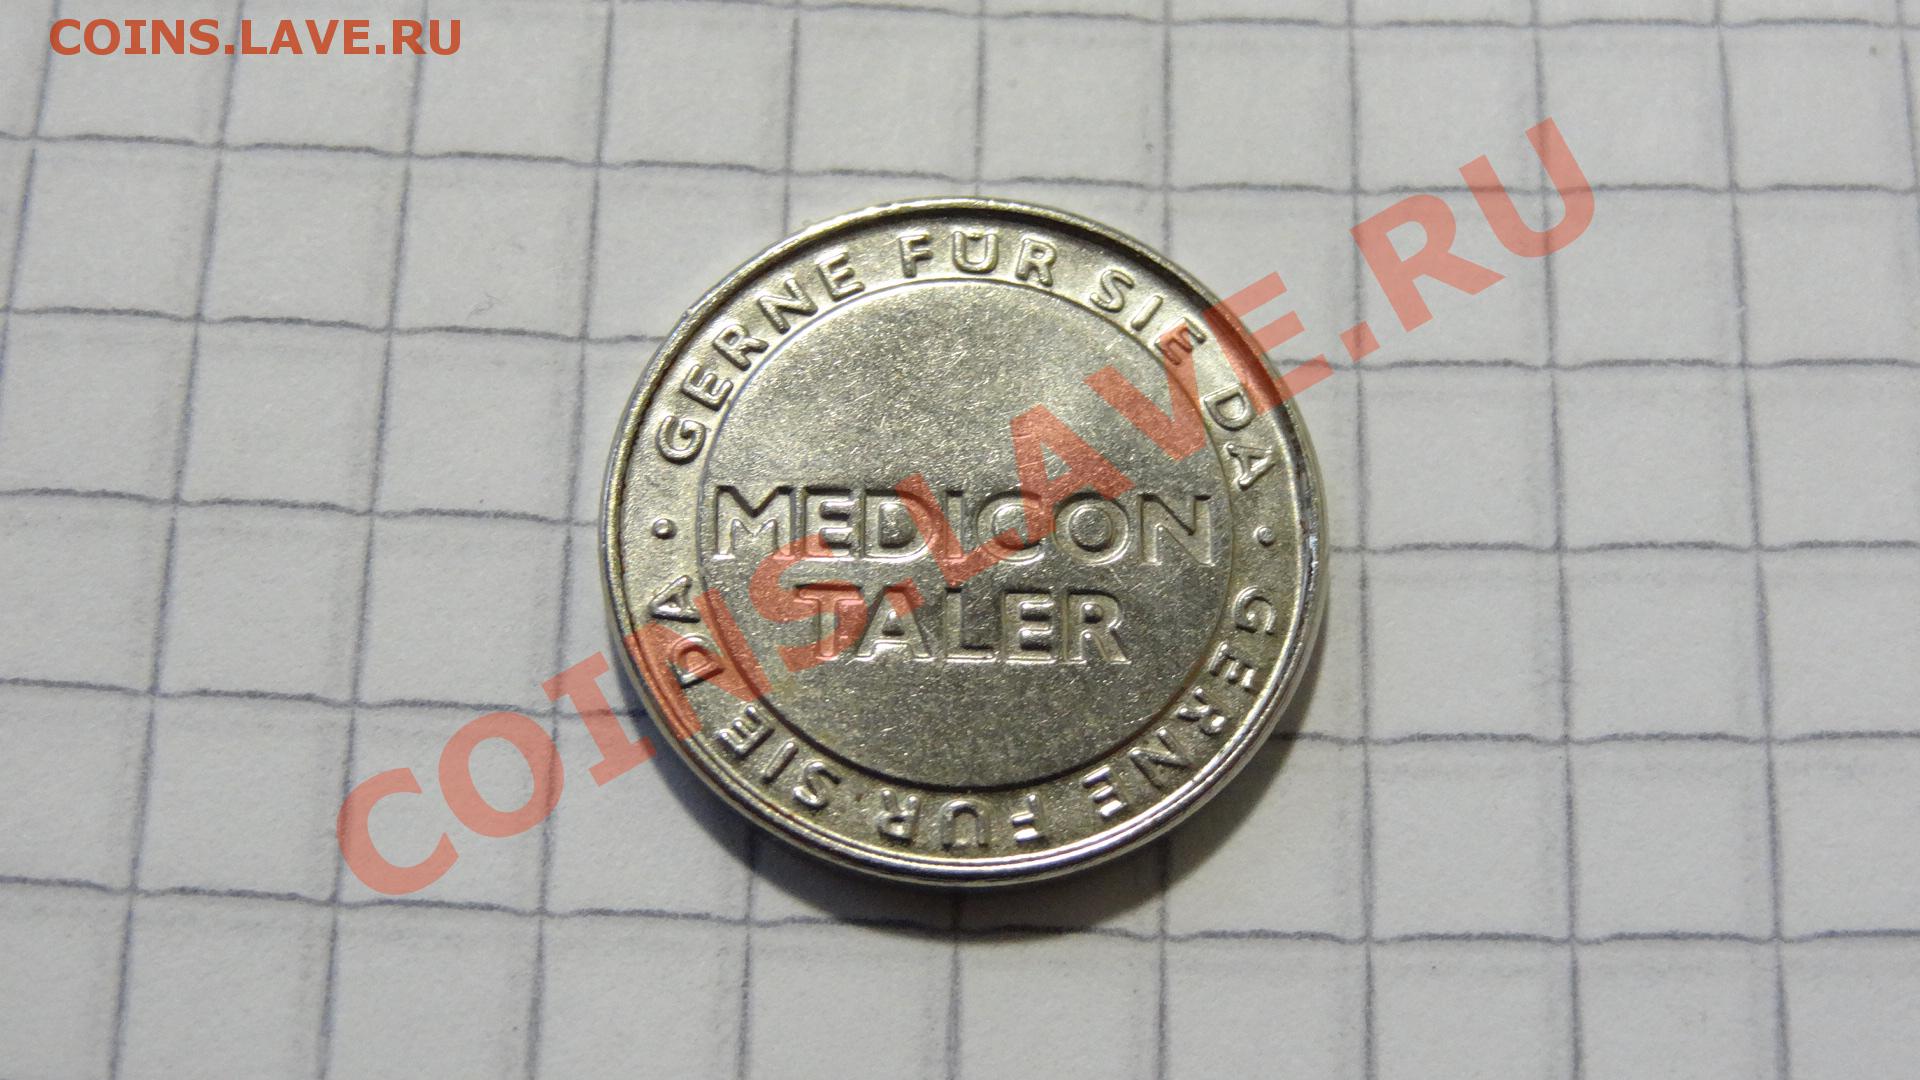 COINS.LAVE.RU
· GERNE FÜR SIE DA · GERNE FÜR SIE DA
MEDICON
TALER
COINS.LAVE.RU